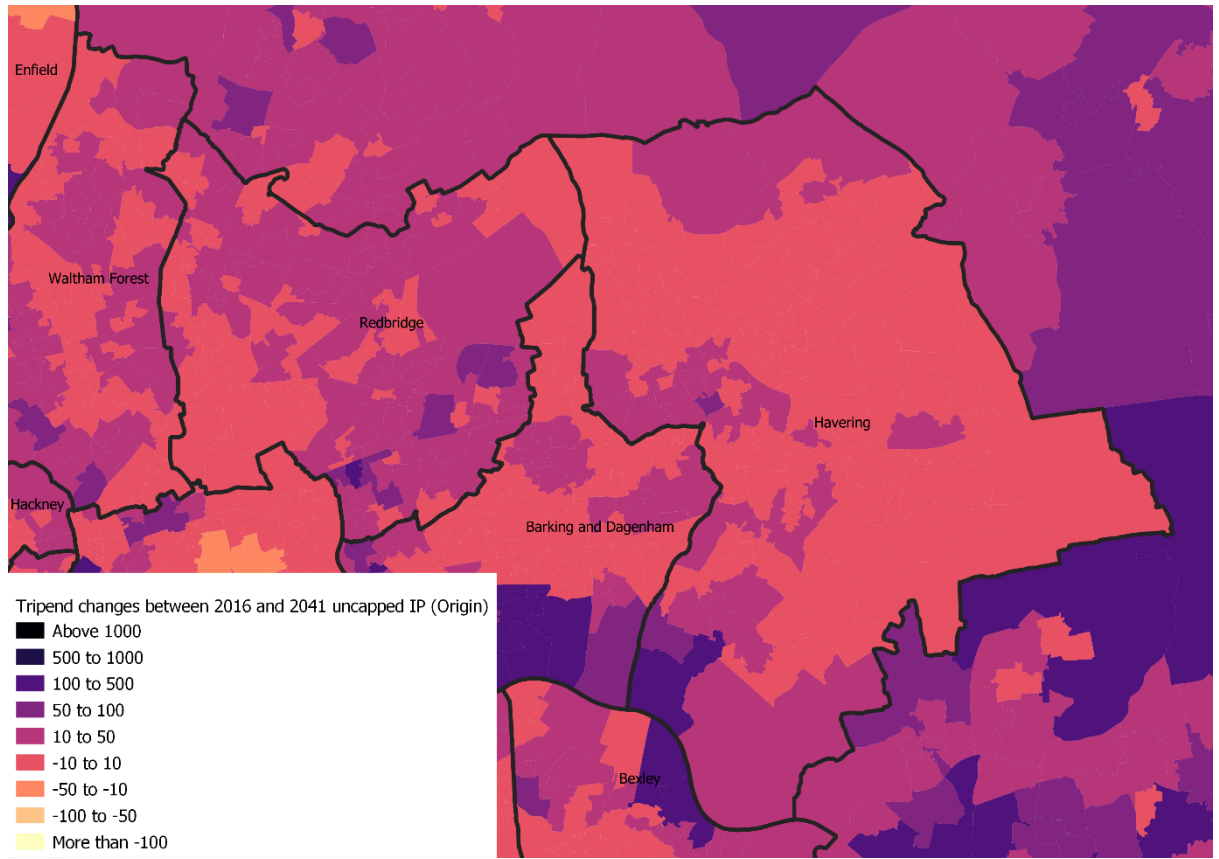 Enfield
Waltham Forest
Redbridge
Havering
Hackney
Barking and Dagenham
Bexley
Tripend changes between 2016 and 2041 uncapped IP (Origin)
Above 1000
500 to 1000
100 to 500
50 to 100
10 to 50
-10 to 10
-50 to -10
-100 to -50
More than -100